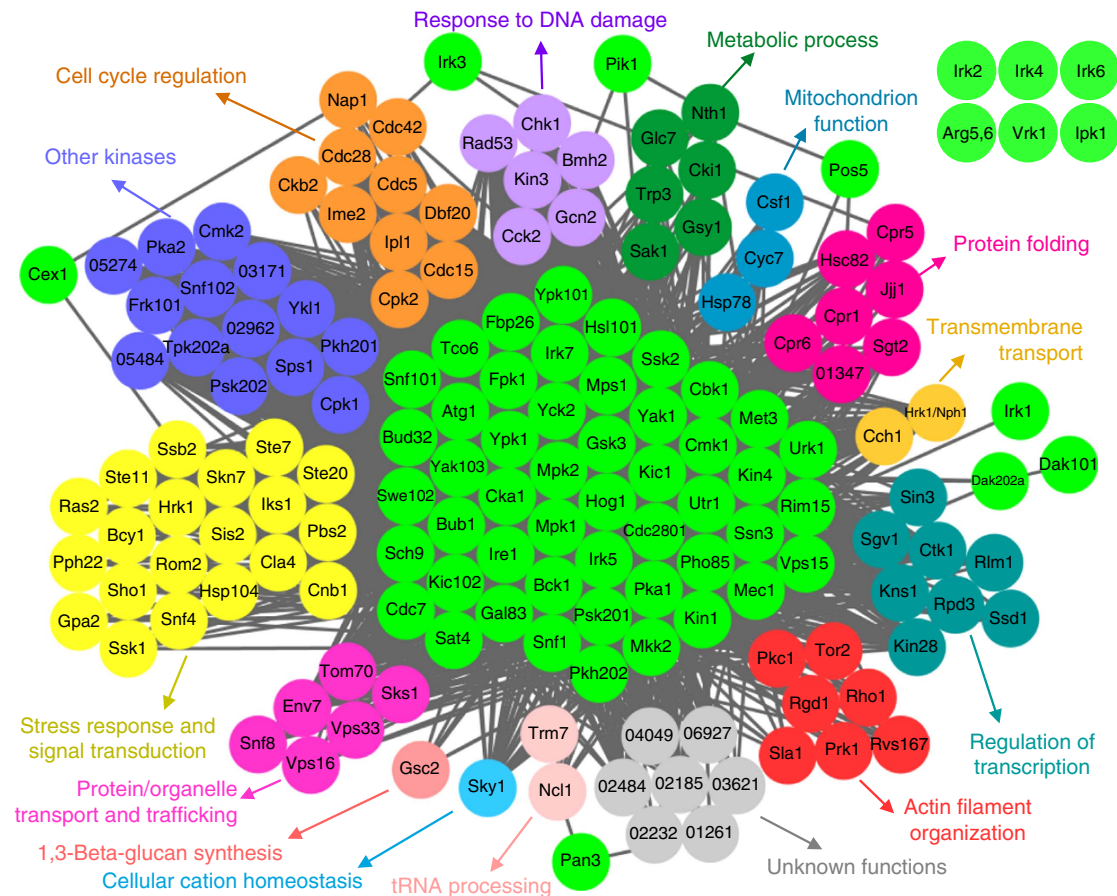 Response to DNA damage
Metabolic process
Cell cycle regulation
Mitochondrion
function
Other kinases
Protein folding
Transmembrane
transport
Irk3
Pik1
Irk2
Irk4
Irk6
Arg5,6
Vrk1
Ipk1
Nap1
Cdc42
Cdc28
Ckb2
Cdc5
Ime2
Dbf20
Ipl1
Cdc15
Cpk2
Chk1
Rad53
Bmh2
Kin3
Gcn2
Cck2
Nth1
Glc7
Cki1
Trp3
Gsy1
Sak1
Pos5
Csf1
Cyc7
Hsp78
Cpr5
Hsc82
Jjj1
Cpr1
Cpr6
Sgt2
01347
Cex1
Cmk2
Pka2
05274
03171
Snf102
Frk101
Ykl1
02962
Tpk202a
05484
Pkh201
Sps1
Psk202
Cpk1
Hrk1/Nph1
Cch1
Irk1
Dak101
Dak202a
Ypk101
Fbp26
Hsl101
Tco6
Irk7
Ssk2
Snf101
Fpk1
Mps1
Cbk1
Atg1
Yck2
Yak1
Met3
Bud32
Ypk1
Gsk3
Cmk1
Urk1
Yak103
Mpk2
Kic1
Kin4
Swe102
Cka1
Hog1
Utr1
Rim15
Bub1
Mpk1
Cdc2801
Ssn3
Sch9
Ire1
Irk5
Pho85
Vps15
Kic102
Bck1
Pka1
Mec1
Cdc7
Gal83
Psk201
Kin1
Sat4
Snf1
Mkk2
Pkh202
Ssb2
Ste7
Ste11
Skn7
Ste20
Ras2
Hrk1
Iks1
Bcy1
Sis2
Pbs2
Pph22
Rom2
Cla4
Sho1
Hsp104
Cnb1
Gpa2
Snf4
Ssk1
Sin3
Sgv1
Ctk1
Rlm1
Kns1
Rpd3
Ssd1
Kin28
Tom70
Env7
Sks1
Snf8
Vps33
Vps16
Pkc1
Tor2
Rgd1
Rho1
Sla1
Prk1
Rvs167
Gsc2
Sky1
Trm7
Ncl1
Pan3
04049
06927
02484
02185
03621
02232
01261
Stress response and
signal transduction
Protein/organelle
transport and trafficking
1,3-Beta-glucan synthesis
Cellular cation homeostasis
tRNA processing
Unknown functions
Actin filament
organization
Regulation of
transcription